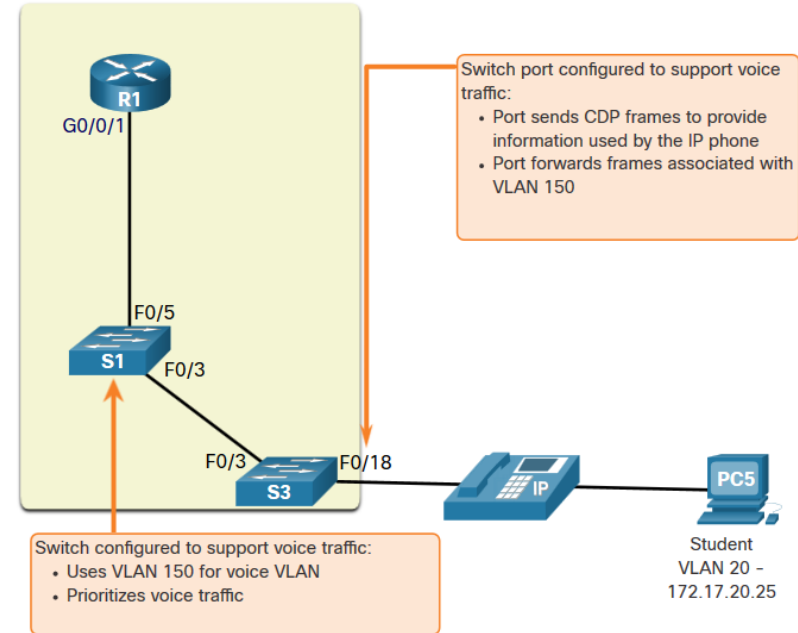 R1
G0/0/1
Switch port configured to support voice
traffic:
• Port sends CDP frames to provide
information used by the IP phone
• Port forwards frames associated with
VLAN 150
F0/5
S1
F0/3
F0/3
S3
F0/18
IP
PC5
Student
VLAN 20 -
172.17.20.25
Switch configured to support voice traffic:
• Uses VLAN 150 for voice VLAN
• Prioritizes voice traffic